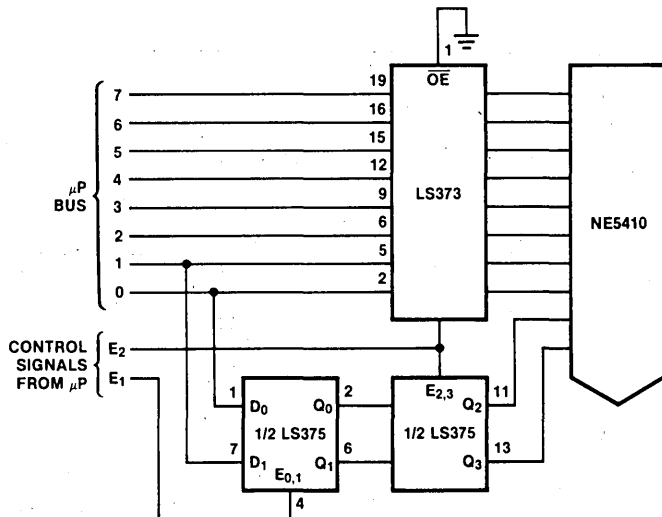 1
19
OE
7
16
6
15
5
12
4
μP
BUS
9
3
LS373
NE5410
6
2
5
1
2
0
CONTROL
SIGNALS
FROM μP
E2
E1
1
D0
Q0
2
E2,3
Q2
11
1/2 LS375
1/2 LS375
7
D1
Q1
6
Q3
13
E0,1
4